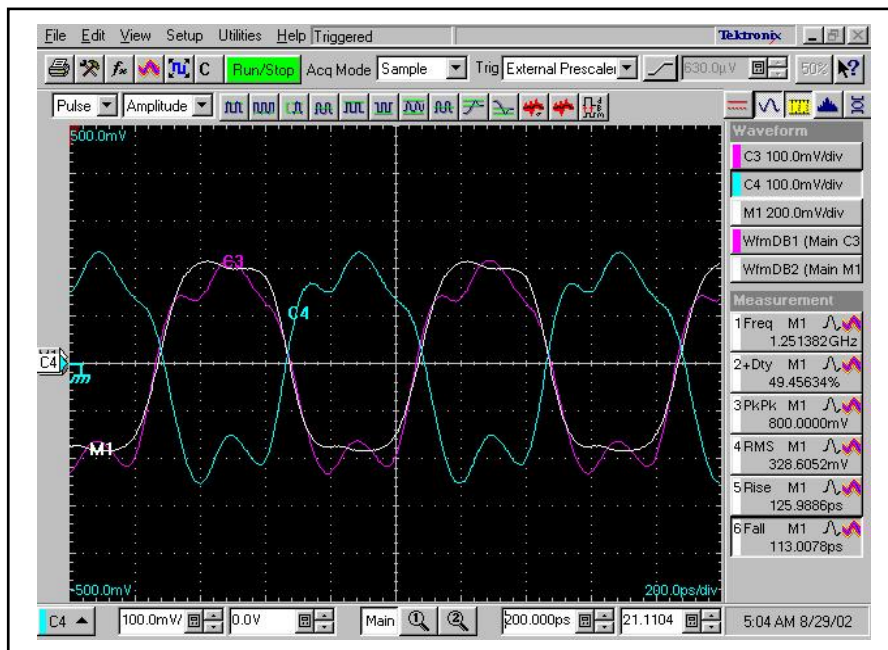 File Edit View Setup Utilities Help Triggered Tektronix
C Run/Stop Acq Mode Sample Trig External Prescaler 630.0µV 50%
Pulse Amplitude
500.0mV
C3
C4
C4
M1
-500.0mV 200.0ps/div
Waveform
C3 100.0mV/div
C4 100.0mV/div
M1 200.0mV/div
WfmDB1 (Main C3
WfmDB2 (Main M1
Measurement
1 Freq M1
1.251382GHz
2 +Dty M1
49.45634%
3 PkPk M1
800.0000mV
4 RMS M1
328.6052mV
5 Rise M1
125.9886ps
6 Fall M1
113.0078ps
C4 100.0mV/ 0.0V Main 1 2 200.000ps 21.1104 5:04 AM 8/29/02